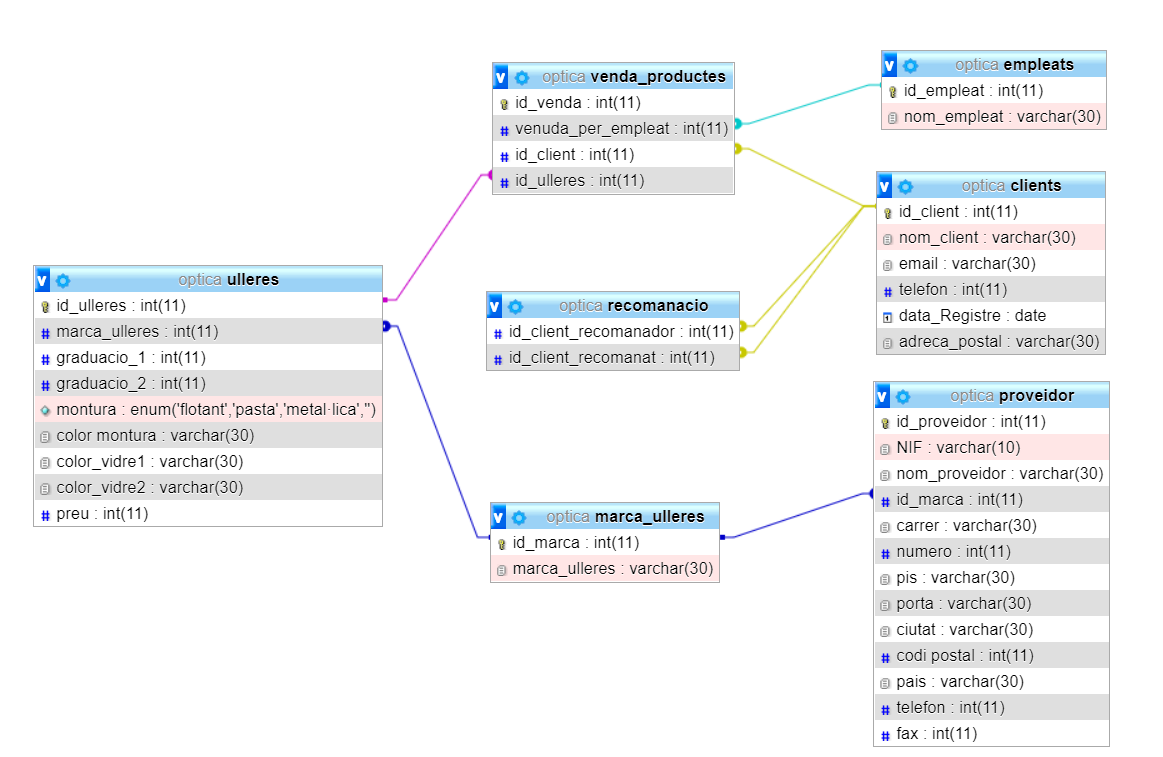 optica venda_productes
id_venda : int(11)
venuda_per_empleat : int(11)
id_client : int(11)
id_ulleres : int(11)
optica empleats
id_empleat : int(11)
nom_empleat : varchar(30)
optica clients
id_client : int(11)
nom_client : varchar(30)
email : varchar(30)
telefon : int(11)
data_Registre : date
adreca_postal : varchar(30)
optica ulleres
id_ulleres : int(11)
marca_ulleres : int(11)
graduacio_1 : int(11)
graduacio_2 : int(11)
montura : enum('flotant','pasta','metal·lica','')
color montura : varchar(30)
color_vidre1 : varchar(30)
color_vidre2 : varchar(30)
preu : int(11)
optica recomanacio
id_client_recomanador : int(11)
id_client_recomanat : int(11)
optica marca_ulleres
id_marca : int(11)
marca_ulleres : varchar(30)
optica proveidor
id_proveidor : int(11)
NIF : varchar(10)
nom_proveidor : varchar(30)
id_marca : int(11)
carrer : varchar(30)
numero : int(11)
pis : varchar(30)
porta : varchar(30)
ciutat : varchar(30)
codi postal : int(11)
pais : varchar(30)
telefon : int(11)
fax : int(11)